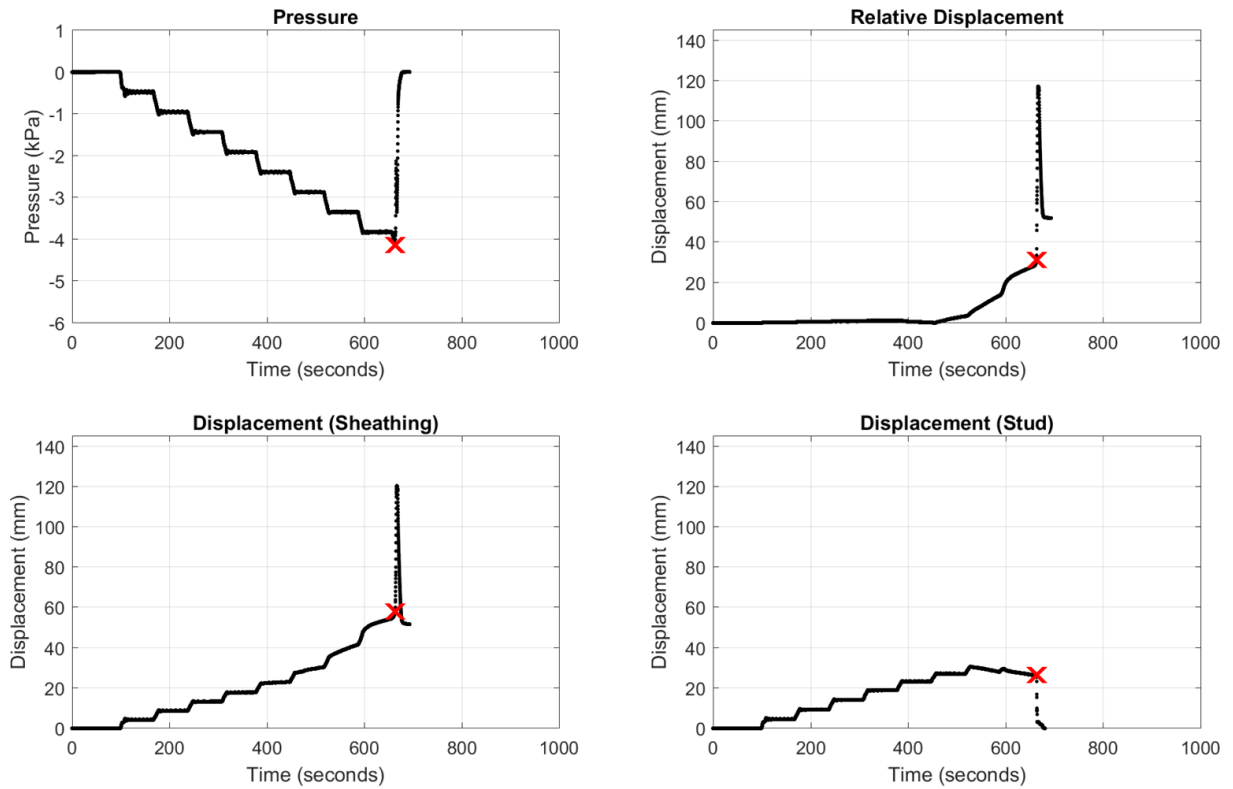 Pressure
1
0
-1
-2
-3
-4
-5
-6
Pressure (kPa)
0 200 400 600 800 1000
Time (seconds)
Relative Displacement
140
120
100
80
60
40
20
0
Displacement (mm)
0 200 400 600 800 1000
Time (seconds)
Displacement (Sheathing)
140
120
100
80
60
40
20
0
Displacement (mm)
0 200 400 600 800 1000
Time (seconds)
Displacement (Stud)
140
120
100
80
60
40
20
0
Displacement (mm)
0 200 400 600 800 1000
Time (seconds)